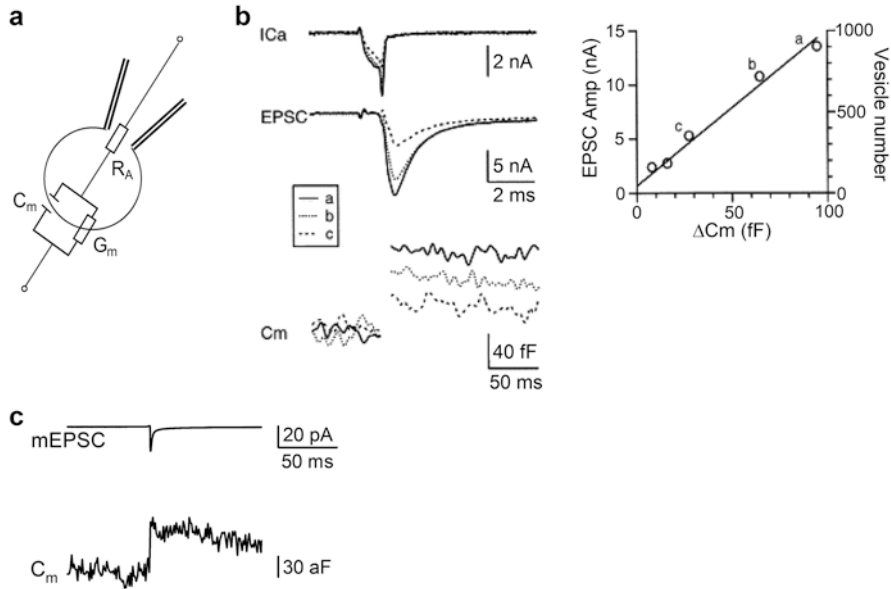 a
R_A
C_m
G_m
b
ICa
2 nA
EPSC
5 nA
2 ms
a
b
c
Cm
40 fF
50 ms
EPSC Amp (nA)
15
10
5
0
a
b
c
1000
500
0
Vesicle number
0 50 100
ΔCm (fF)
c
mEPSC
20 pA
50 ms
C_m
30 aF